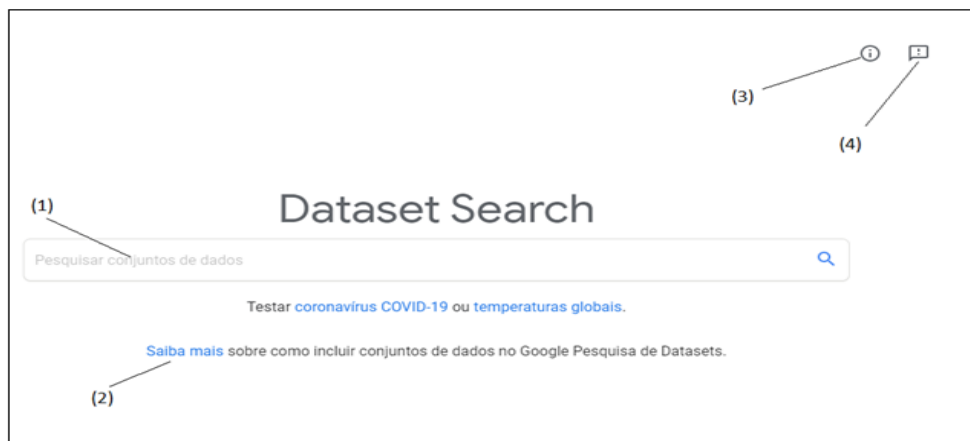 (3)
(4)
(1)
Dataset Search
Pesquisar conjuntos de dados
Testar coronavírus COVID-19 ou temperaturas globais.
Saiba mais sobre como incluir conjuntos de dados no Google Pesquisa de Datasets.
(2)